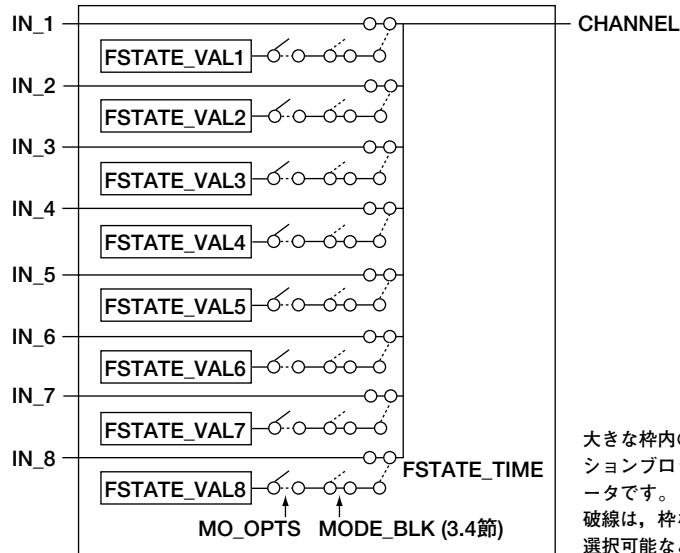 IN_1
CHANNEL
FSTATE_VAL1
IN_2
FSTATE_VAL2
IN_3
FSTATE_VAL3
IN_4
FSTATE_VAL4
IN_5
FSTATE_VAL5
IN_6
FSTATE_VAL6
IN_7
FSTATE_VAL7
IN_8
FSTATE_TIME
FSTATE_VAL8
MO_OPTS MODE_BLK (3.4節)
大きな枠内の
ションブロッ
ータです。
破線は，枠
選択可能な